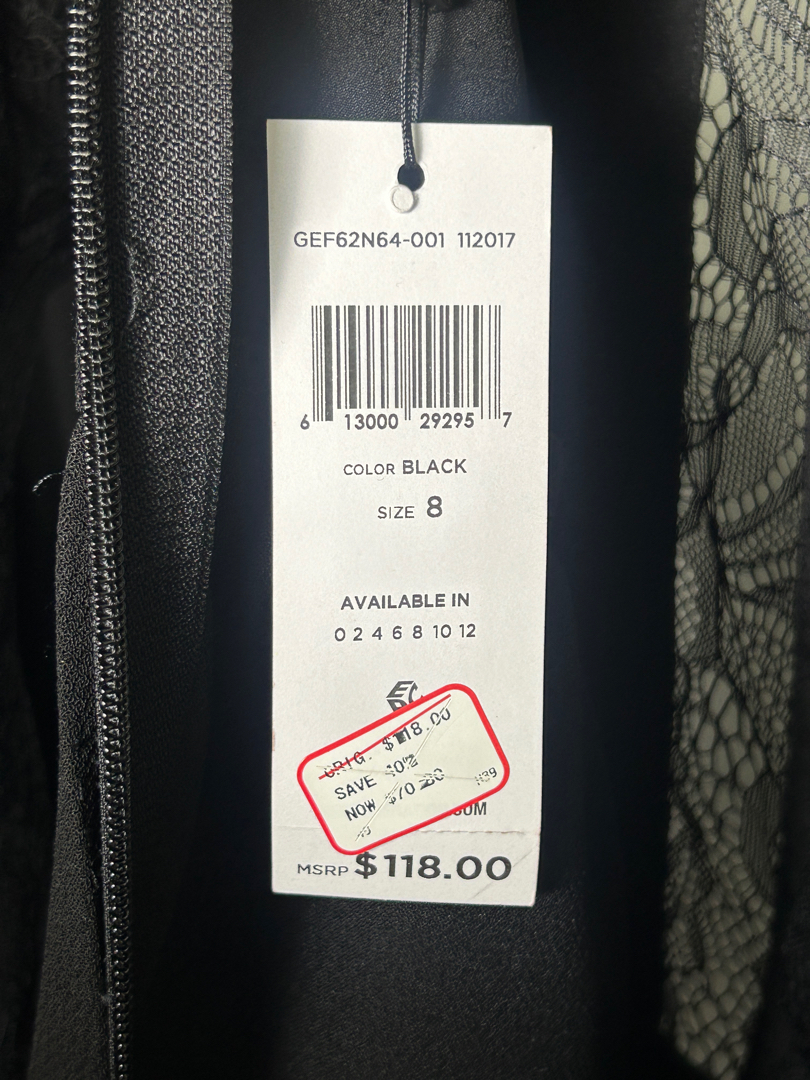 GEF62N64-001 112017
6 13000 29295 7
COLOR BLACK
SIZE 8
AVAILABLE IN
0 2 4 6 8 10 12
ORIG. $118.00
SAVE
NOW
MSRP $118.00